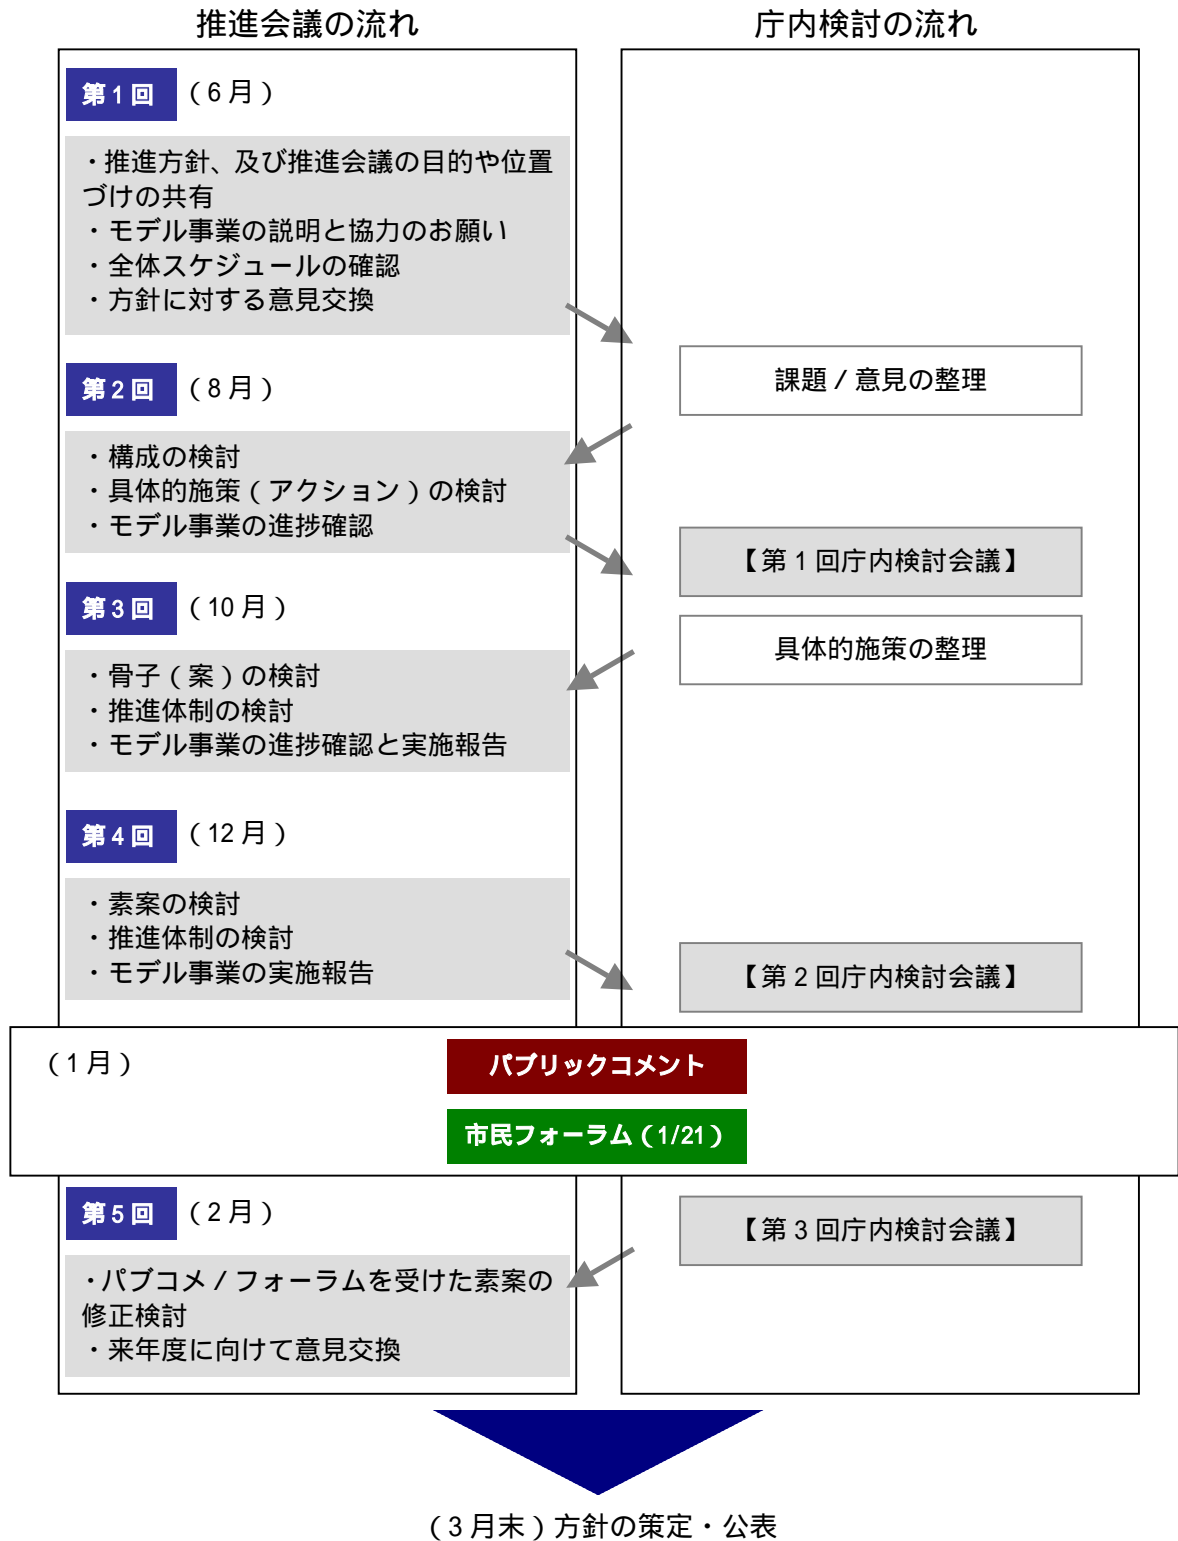 推進会議の流れ
庁内検討の流れ
第1回 （6月）
・推進方針、及び推進会議の目的や位置
づけの共有
・モデル事業の説明と協力のお願い
・全体スケジュールの確認
・方針に対する意見交換
課題／意見の整理
第2回 （8月）
・構成の検討
・具体的施策（アクション）の検討
・モデル事業の進捗確認
【第1回庁内検討会議】
第3回 （10月）
具体的施策の整理
・骨子（案）の検討
・推進体制の検討
・モデル事業の進捗確認と実施報告
第4回 （12月）
・素案の検討
・推進体制の検討
・モデル事業の実施報告
【第2回庁内検討会議】
（1月）
パブリックコメント
市民フォーラム（1/21）
第5回 （2月）
【第3回庁内検討会議】
・パブコメ／フォーラムを受けた素案の
修正検討
・来年度に向けて意見交換
（3月末）方針の策定・公表